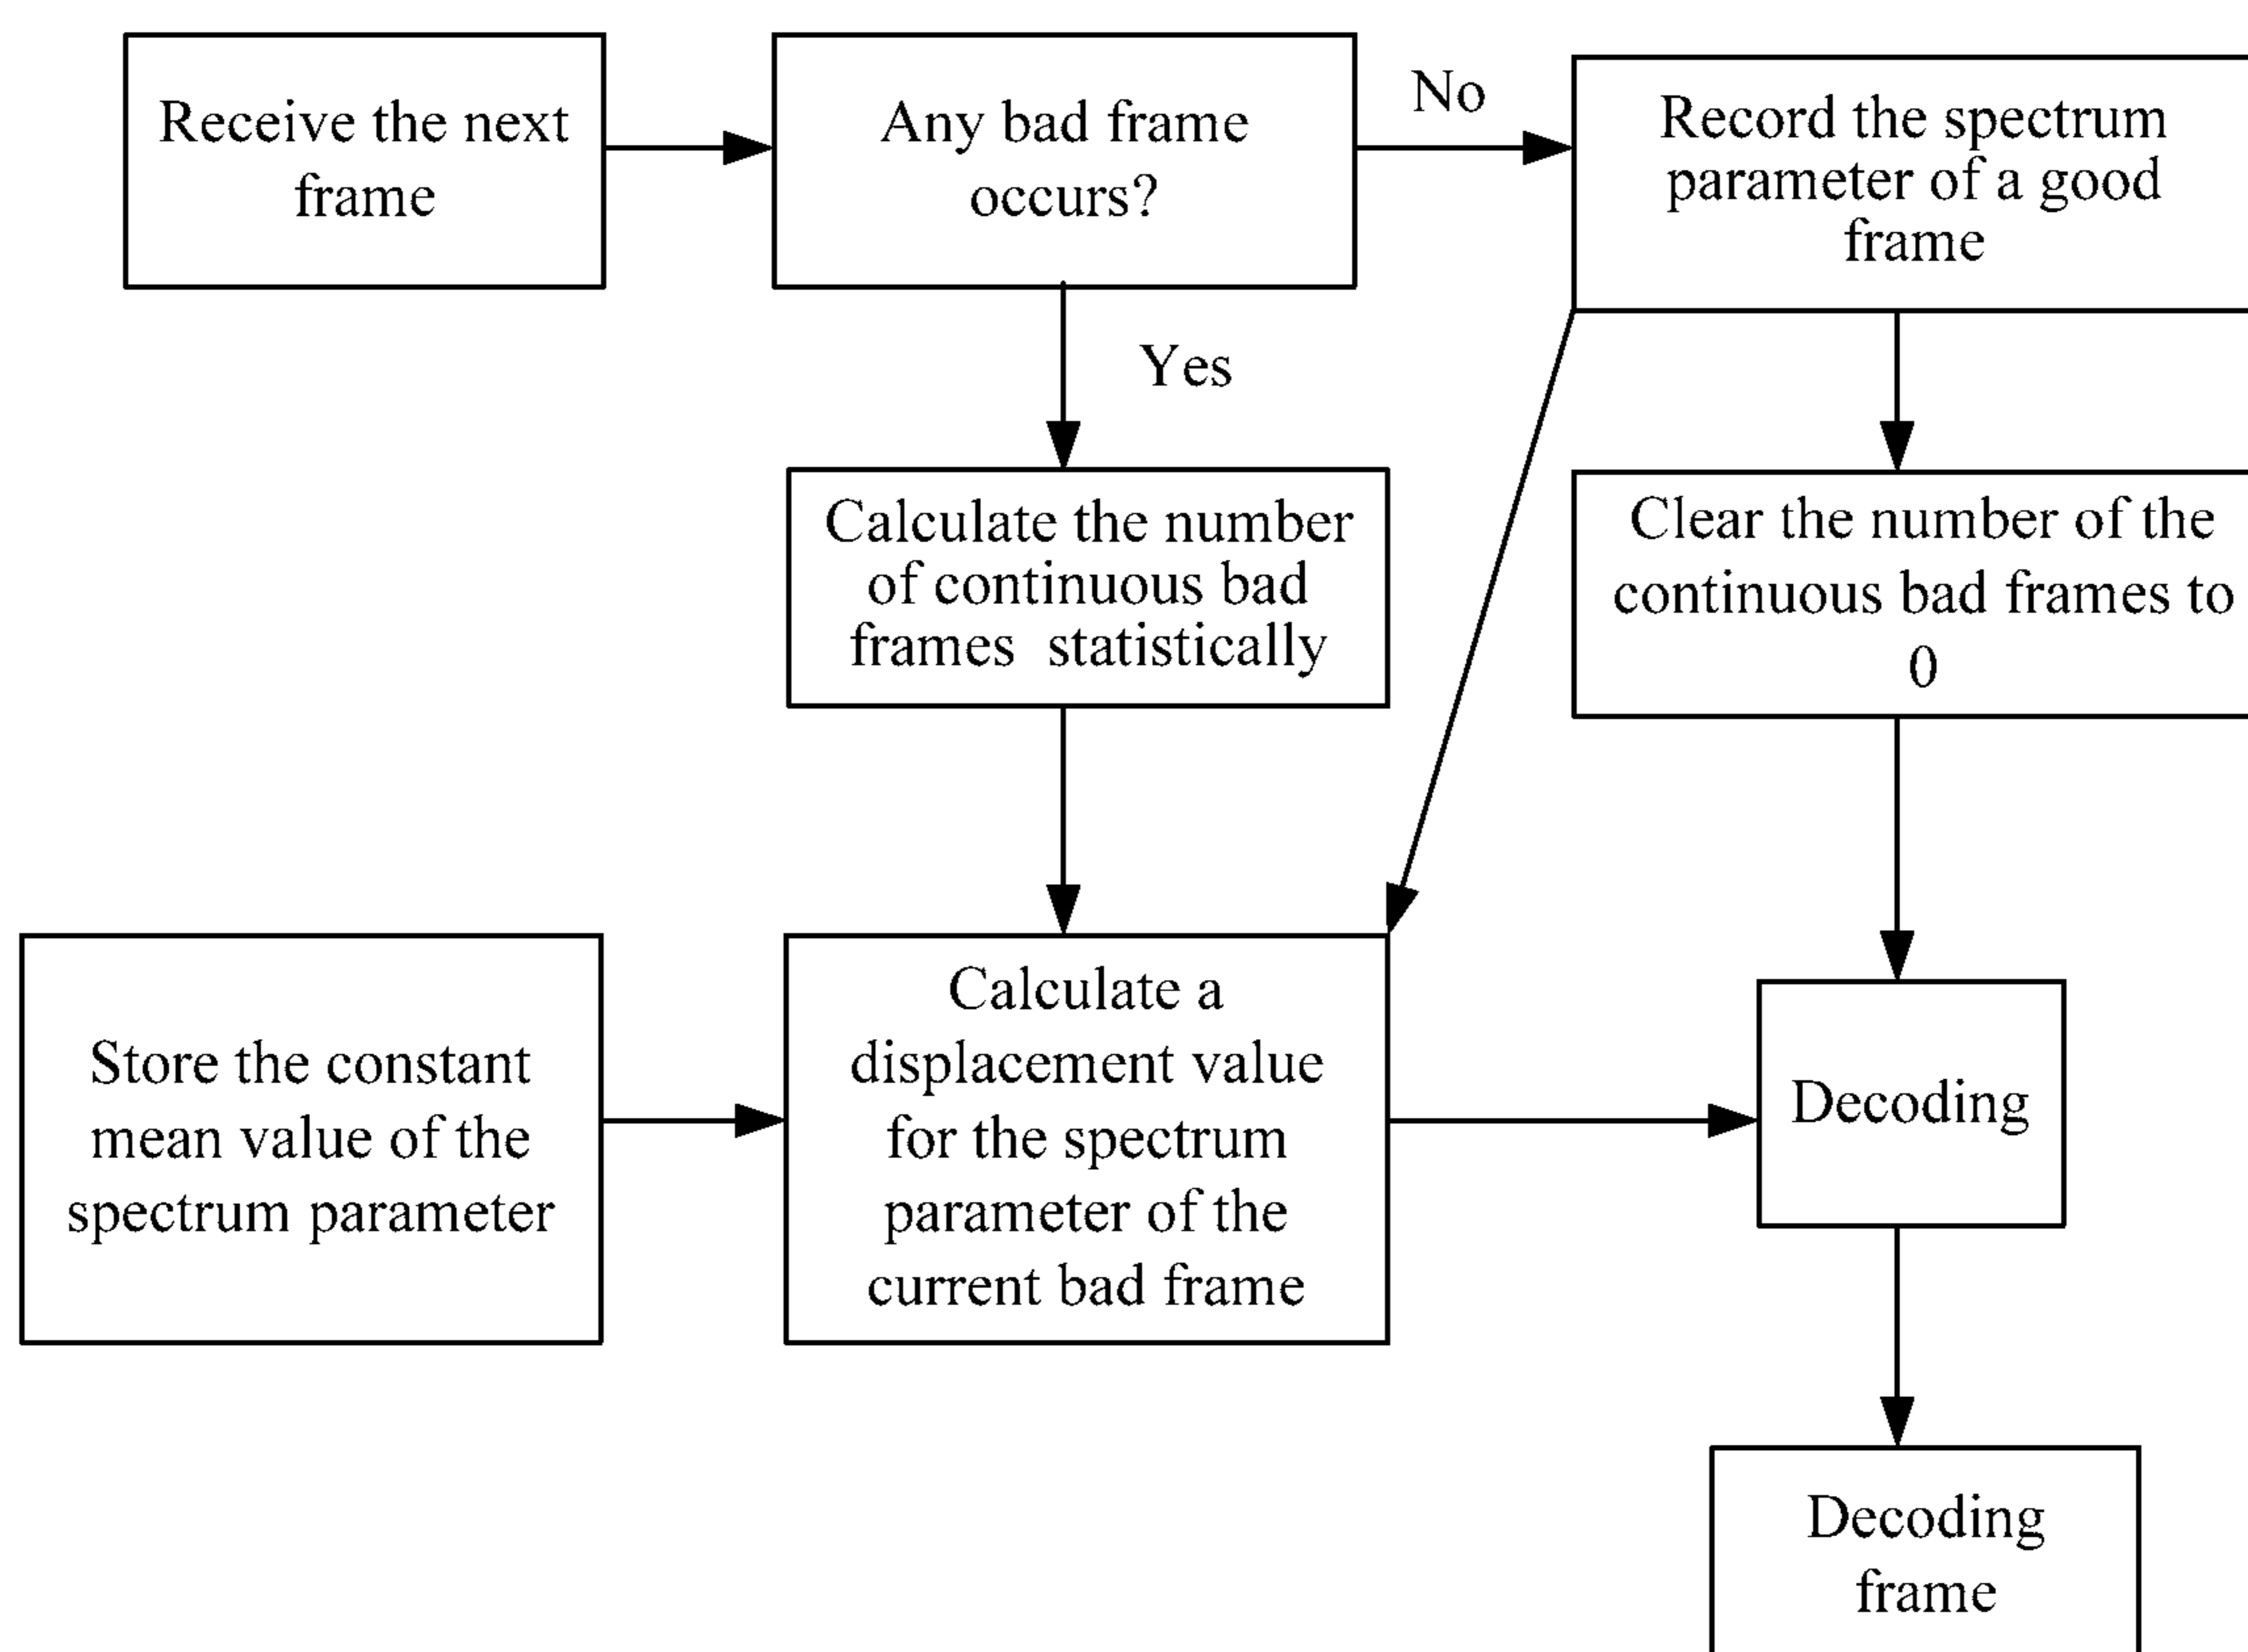 Receive the next
frame
Any bad frame
occurs?
No
Record the spectrum
parameter of a good
frame
Yes
Calculate the number
of continuous bad
frames statistically
Clear the number of the
continuous bad frames to
0
Store the constant
mean value of the
spectrum parameter
Calculate a
displacement value
for the spectrum
parameter of the
current bad frame
Decoding
Decoding
frame